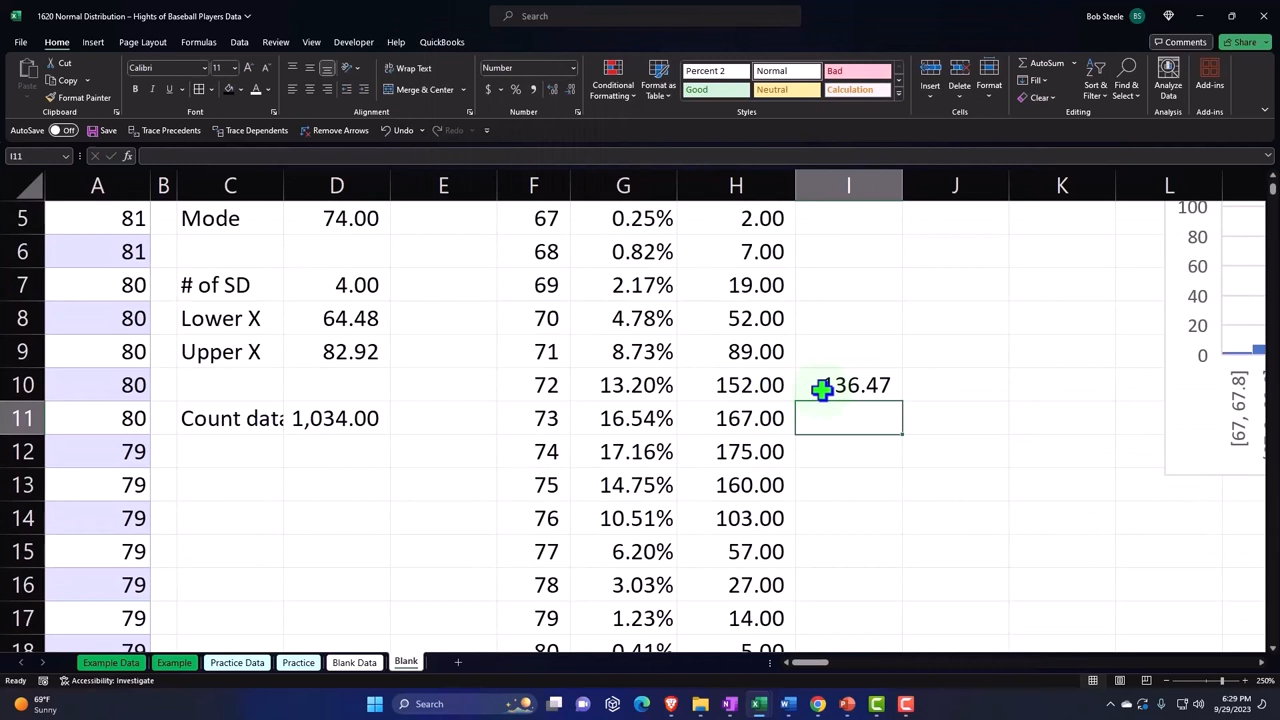 1620 Normal Distribution – Hights of Baseball Players Data
Search
Bob Steele BS
File Home Insert Page Layout Formulas Data Review View Developer Help QuickBooks
Comments Share
Cut
Copy
Format Painter
Calibri 11
Wrap Text
Merge & Center
Number
Conditional Formatting
Format as Table
Percent 2 Normal Bad
Good Neutral Calculation
Insert Delete Format
AutoSum
Fill
Clear
Sort & Filter
Find & Select
Analyze Data
Add-ins
Clipboard Font Alignment Number Styles Cells Editing Analysis Add-ins
AutoSave Off Save Trace Precedents Trace Dependents Remove Arrows Undo Redo
I11 fx
A B C D E F G H I J K L
5 81 Mode 74.00 67 0.25% 2.00
6 81 68 0.82% 7.00
7 80 # of SD 4.00 69 2.17% 19.00
8 80 Lower X 64.48 70 4.78% 52.00
9 80 Upper X 82.92 71 8.73% 89.00
10 80 72 13.20% 152.00 136.47
11 80 Count data 1,034.00 73 16.54% 167.00
12 79 74 17.16% 175.00
13 79 75 14.75% 160.00
14 79 76 10.51% 103.00
15 79 77 6.20% 57.00
16 79 78 3.03% 27.00
17 79 79 1.23% 14.00
18 79 80 0.41% 5.00
100
80
60
40
20
0
[67, 67.8]
Example Data Example Practice Data Practice Blank Data Blank
Ready Accessibility: Investigate 250%
69°F
Sunny
Search
6:29 PM
9/29/2023